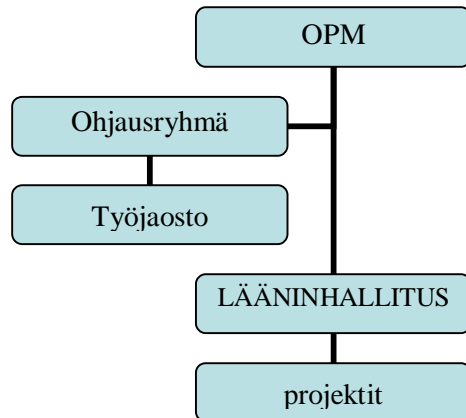 OPM
Ohjausryhmä
Työjaosto
LÄÄNINHALLITUS
projektit